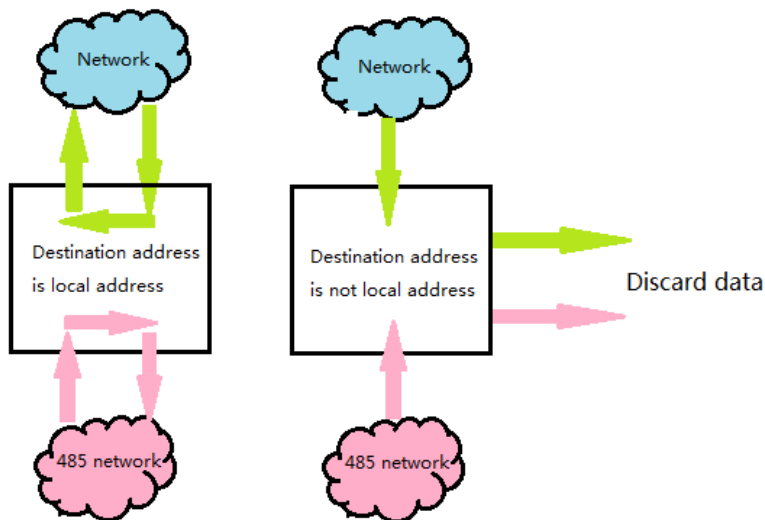 Network
Network
Destination address
is local address
Destination address
is not local address
Discard data
485 network
485 network